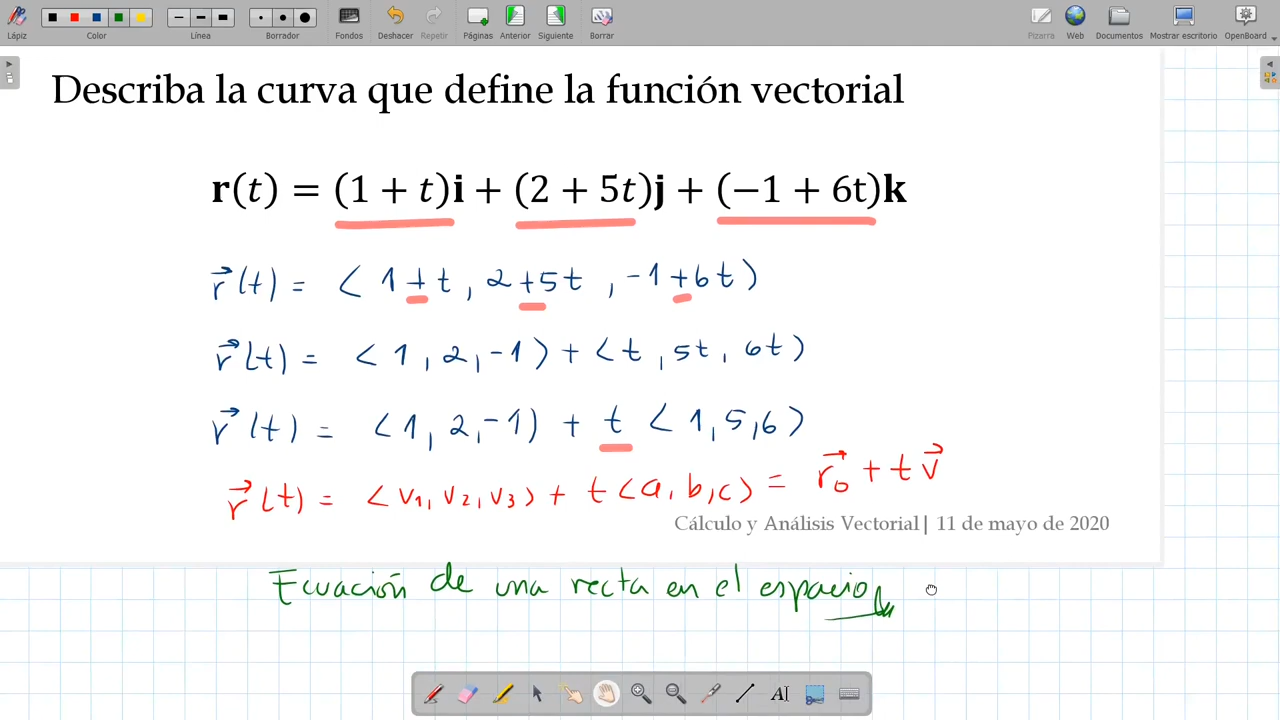 Lápiz Color Línea Borrador Fondos Deshacer Repetir Páginas Anterior Siguiente Borrar Pizarra Web Documentos Mostrar escritorio OpenBoard
Describa la curva que define la función vectorial
r(t) = (1 + t)i + (2 + 5t)j + (−1 + 6t)k
r⃗(t) = ⟨ 1 + t, 2 + 5t, -1 + 6t ⟩
r⃗(t) = ⟨ 1, 2, -1 ⟩ + ⟨ t, 5t, 6t ⟩
r⃗(t) = ⟨ 1, 2, -1 ⟩ + t ⟨ 1, 5, 6 ⟩
r⃗(t) = ⟨ v₁, v₂, v₃ ⟩ + t ⟨ a, b, c ⟩ = r⃗₀ + t v⃗
Cálculo y Análisis Vectorial| 11 de mayo de 2020
Ecuación de una recta en el espacio
AI